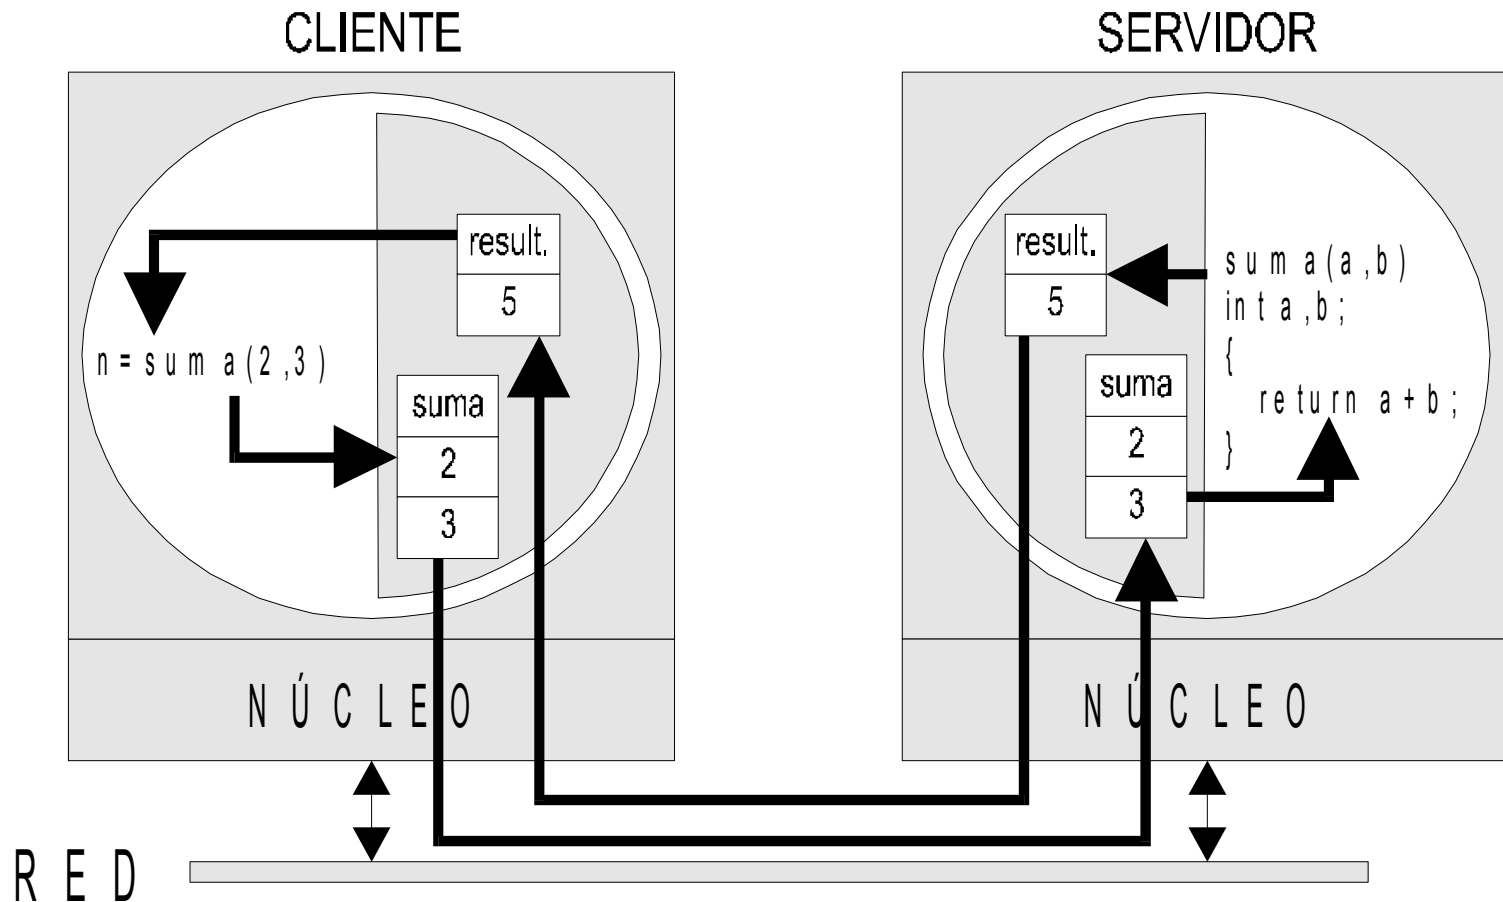 CLIENTE
result.
5
n=suma(2,3)
suma
2
3
NÚCLEO
SERVIDOR
result.
5
suma
2
3
suma(a,b)
int a,b;
{
return a+b;
}
NÚCLEO
RED